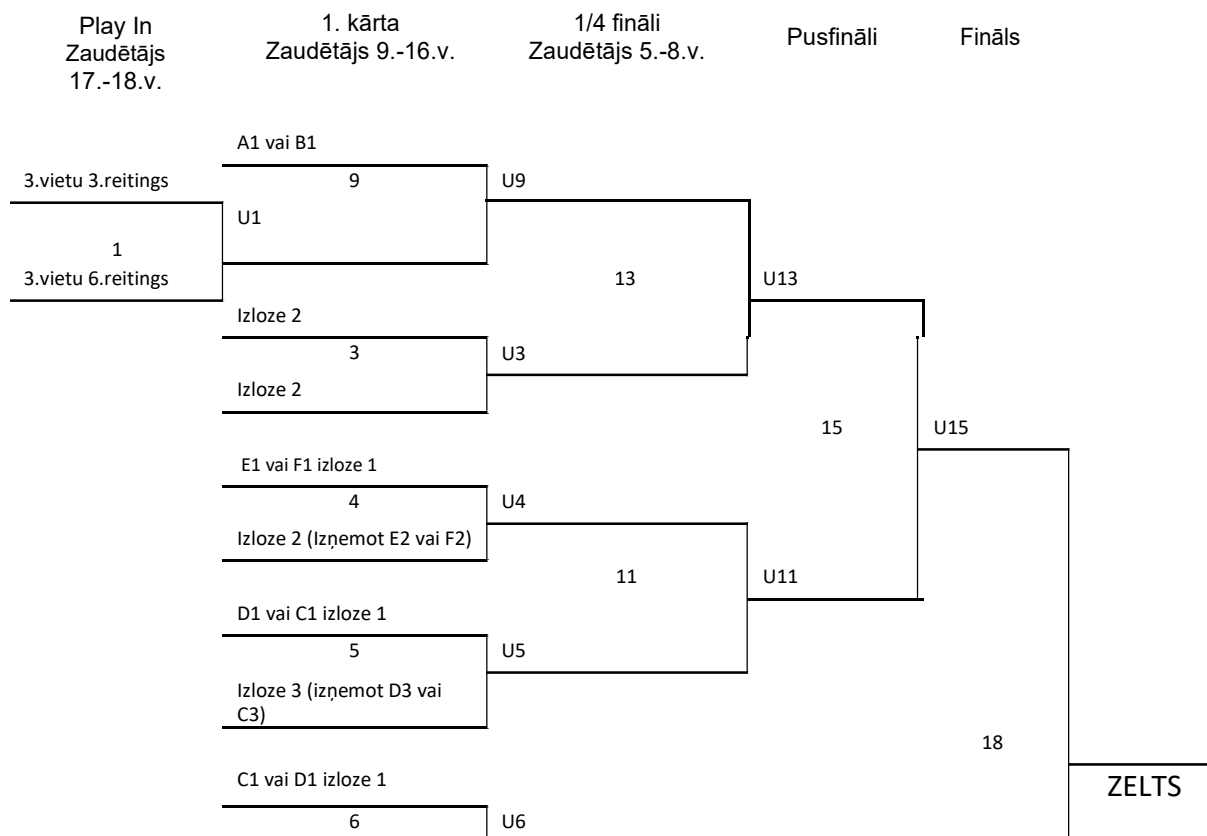 Play In
Zaudētājs
17.-18.v.
1. kārta
Zaudētājs 9.-16.v.
1/4 fināli
Zaudētājs 5.-8.v.
Pusfināli
Fināls
A1 vai B1
3.vietu 3.reitings
9
U9
U1
1
3.vietu 6.reitings
13
U13
Izloze 2
3
U3
Izloze 2
15
U15
E1 vai F1 izloze 1
4
U4
Izloze 2 (Izņemot E2 vai F2)
11
U11
D1 vai C1 izloze 1
5
U5
Izloze 3 (izņemot D3 vai
C3)
18
C1 vai D1 izloze 1
ZELTS
6
U6